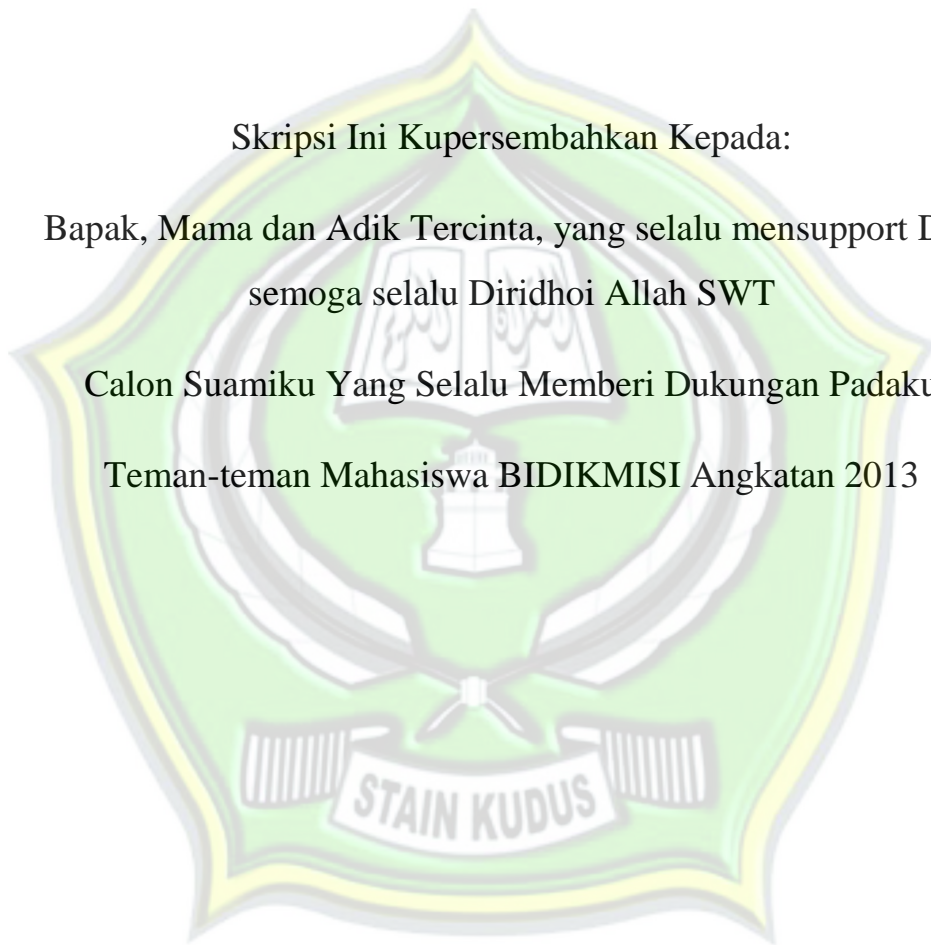 Skripsi Ini Kupersembahkan Kepada:
Bapak, Mama dan Adik Tercinta, yang selalu mensupport
semoga selalu Diridhoi Allah SWT
Calon Suamiku Yang Selalu Memberi Dukungan Padaku
Teman-teman Mahasiswa BIDIKMISI Angkatan 2013
STAIN KUDUS